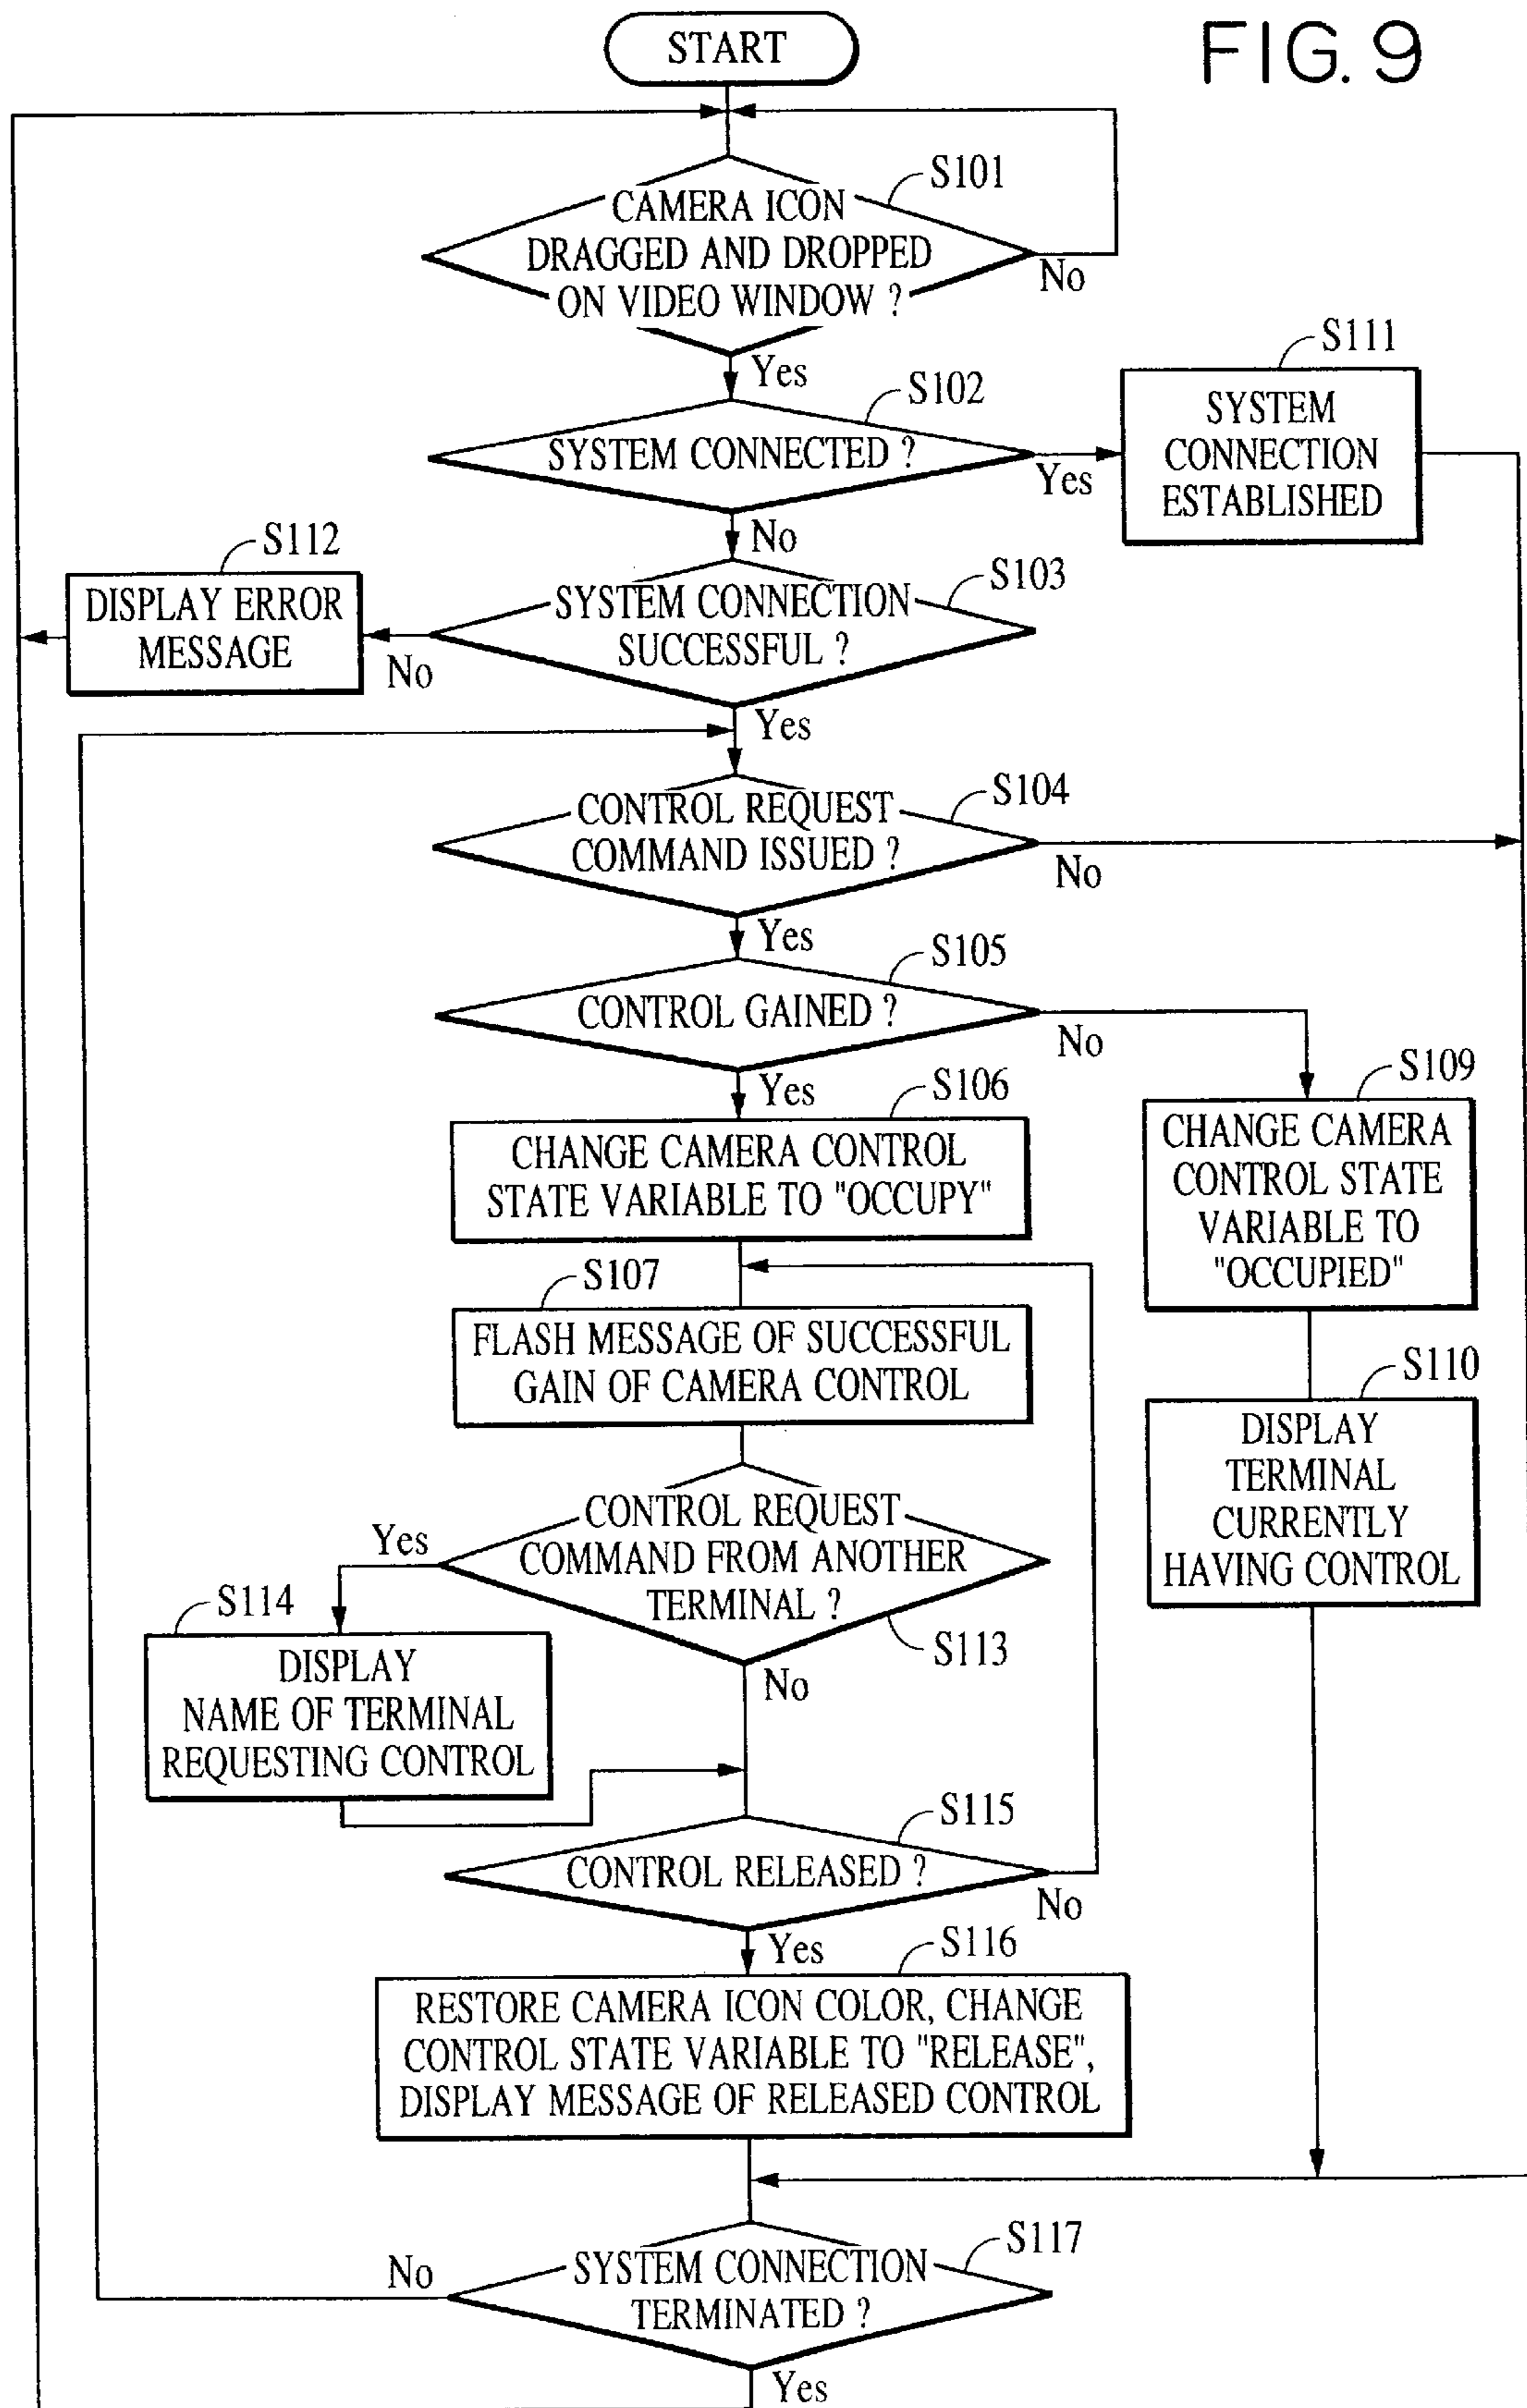 FIG. 9
START
S101
CAMERA ICON
DRAGGED AND DROPPED
ON VIDEO WINDOW ?
No
Yes
S102
SYSTEM CONNECTED ?
Yes
S111
SYSTEM
CONNECTION
ESTABLISHED
No
S112
DISPLAY ERROR
MESSAGE
S103
SYSTEM CONNECTION
SUCCESSFUL ?
No
Yes
S104
CONTROL REQUEST
COMMAND ISSUED ?
No
Yes
S105
CONTROL GAINED ?
No
Yes
S106
CHANGE CAMERA CONTROL
STATE VARIABLE TO "OCCUPY"
S109
CHANGE CAMERA
CONTROL STATE
VARIABLE TO
"OCCUPIED"
S107
FLASH MESSAGE OF SUCCESSFUL
GAIN OF CAMERA CONTROL
S110
DISPLAY
TERMINAL
CURRENTLY
HAVING CONTROL
CONTROL REQUEST
COMMAND FROM ANOTHER
TERMINAL ?
Yes
S113
No
S114
DISPLAY
NAME OF TERMINAL
REQUESTING CONTROL
S115
CONTROL RELEASED ?
No
Yes
S116
RESTORE CAMERA ICON COLOR, CHANGE
CONTROL STATE VARIABLE TO "RELEASE",
DISPLAY MESSAGE OF RELEASED CONTROL
S117
SYSTEM CONNECTION
TERMINATED ?
No
Yes